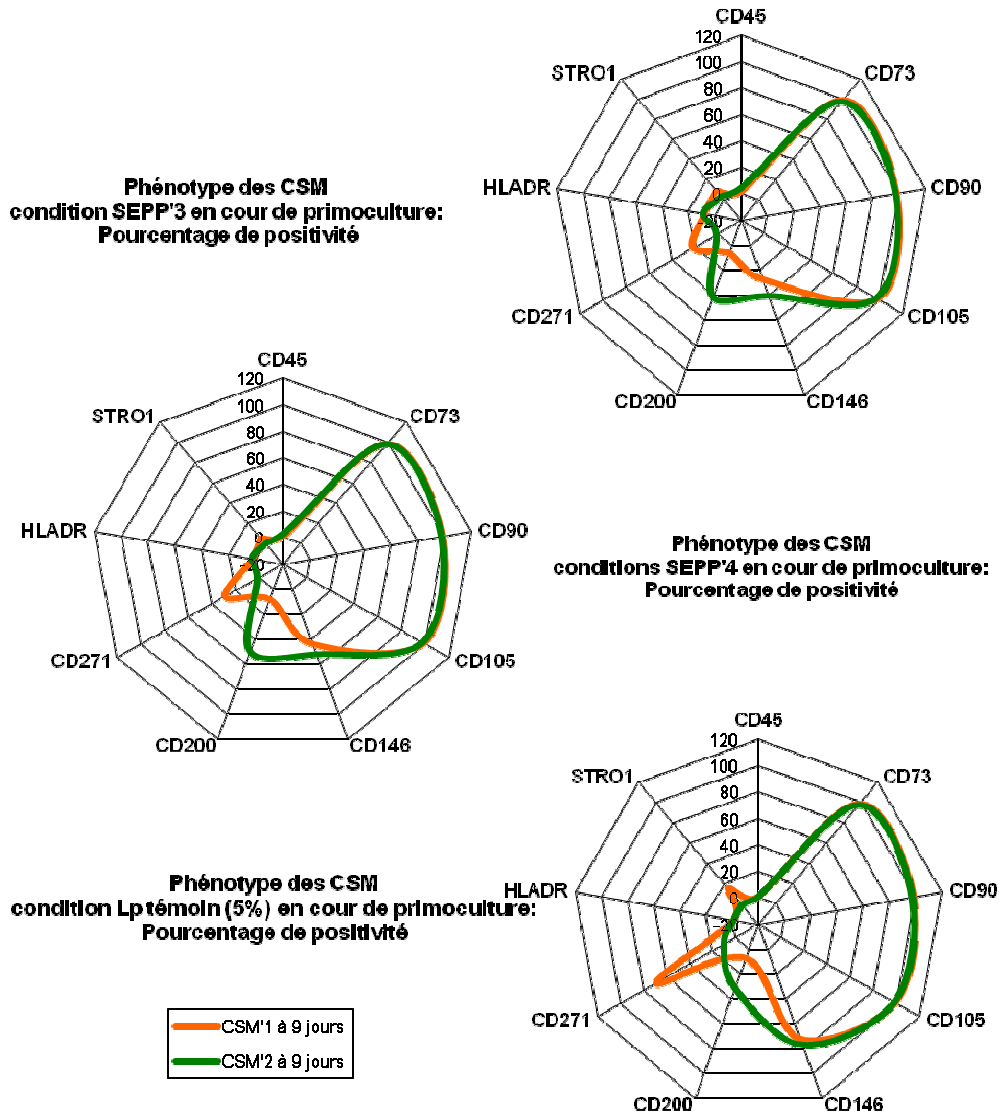 CD45
120
100
80
60
40
20
0
-20
STRO1
CD73
HLADR
CD90
CD271
CD105
CD200
CD146
Phénotype des CSM
condition SEPP'3 en cour de primoculture:
Pourcentage de positivité
CD45
120
100
80
60
40
20
0
-20
STRO1
CD73
HLADR
CD90
CD271
CD105
CD200
CD146
Phénotype des CSM
conditions SEPP'4 en cour de primoculture:
Pourcentage de positivité
CD45
120
100
80
60
40
20
0
-20
STRO1
CD73
HLADR
CD90
CD271
CD105
CD200
CD146
Phénotype des CSM
condition Lp témoin (5%) en cour de primoculture:
Pourcentage de positivité
CSM'1 à 9 jours
CSM'2 à 9 jours